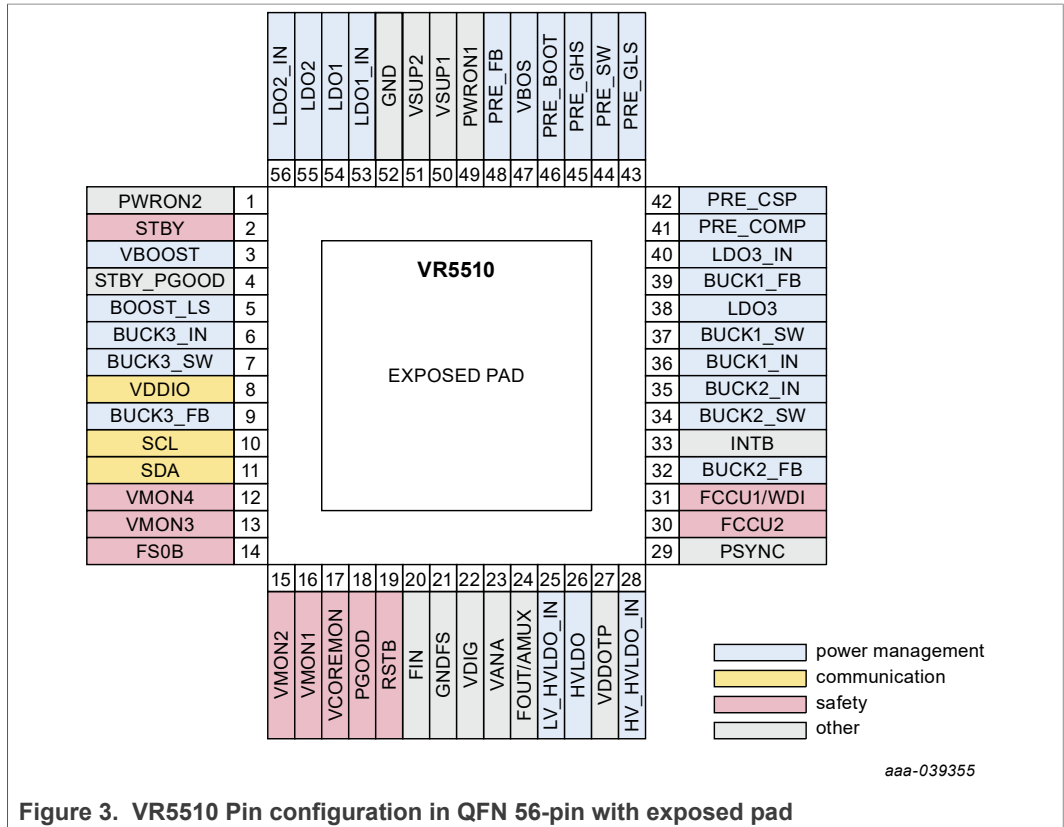 LDO2_IN
LDO2
LDO1
LDO1_IN
GND
VSUP2
VSUP1
PWRON1
PRE_FB
VBOS
PRE_BOOT
PRE_GHS
PRE_SW
PRE_GLS
56 55 54 53 52 51 50 49 48 47 46 45 44 43
PWRON2 1
STBY 2
VBOOST 3
STBY_PGOOD 4
BOOST_LS 5
BUCK3_IN 6
BUCK3_SW 7
VDDIO 8
BUCK3_FB 9
SCL 10
SDA 11
VMON4 12
VMON3 13
FS0B 14
VR5510
EXPOSED PAD
42 PRE_CSP
41 PRE_COMP
40 LDO3_IN
39 BUCK1_FB
38 LDO3
37 BUCK1_SW
36 BUCK1_IN
35 BUCK2_IN
34 BUCK2_SW
33 INTB
32 BUCK2_FB
31 FCCU1/WDI
30 FCCU2
29 PSYNC
15 16 17 18 19 20 21 22 23 24 25 26 27 28
VMON2
VMON1
VCOREMON
PGOOD
RSTB
FIN
GNDFS
VDIG
VANA
FOUT/AMUX
LV_HVLDO_IN
HVLDO
VDDOTP
HV_HVLDO_IN
power management
communication
safety
other
aaa-039355
Figure 3. VR5510 Pin configuration in QFN 56-pin with exposed pad